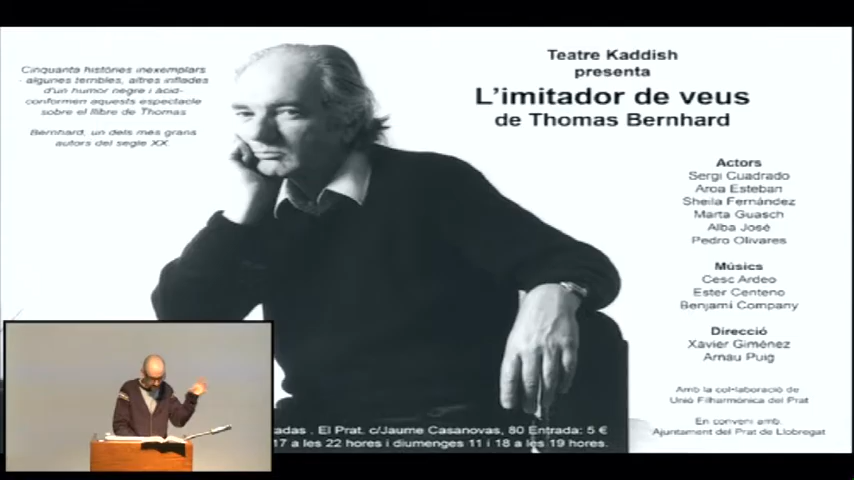 Cinquanta històries inexemplars
- algunes terribles, altres inflades
d'un humor negre i àcid-
conformen aquests espectacle
sobre el llibre de Thomas
Bernhard, un dels més grans
autors del segle XX.
Teatre Kaddish
presenta
L'imitador de veus
de Thomas Bernhard
Actors
Sergi Cuadrado
Aroa Esteban
Sheila Fernández
Marta Guasch
Alba José
Pedro Olivares
Músics
Cesc Ardeo
Ester Centeno
Benjamí Company
Direcció
Xavier Giménez
Arnau Puig
Amb la col·laboració de
Unió Filharmònica del Prat
En conveni amb:
Ajuntament del Prat de Llobregat
adas . El Prat. c/Jaume Casanovas, 80 Entrada: 5 €
17 a les 22 hores i diumenges 11 i 18 a les 19 hores.